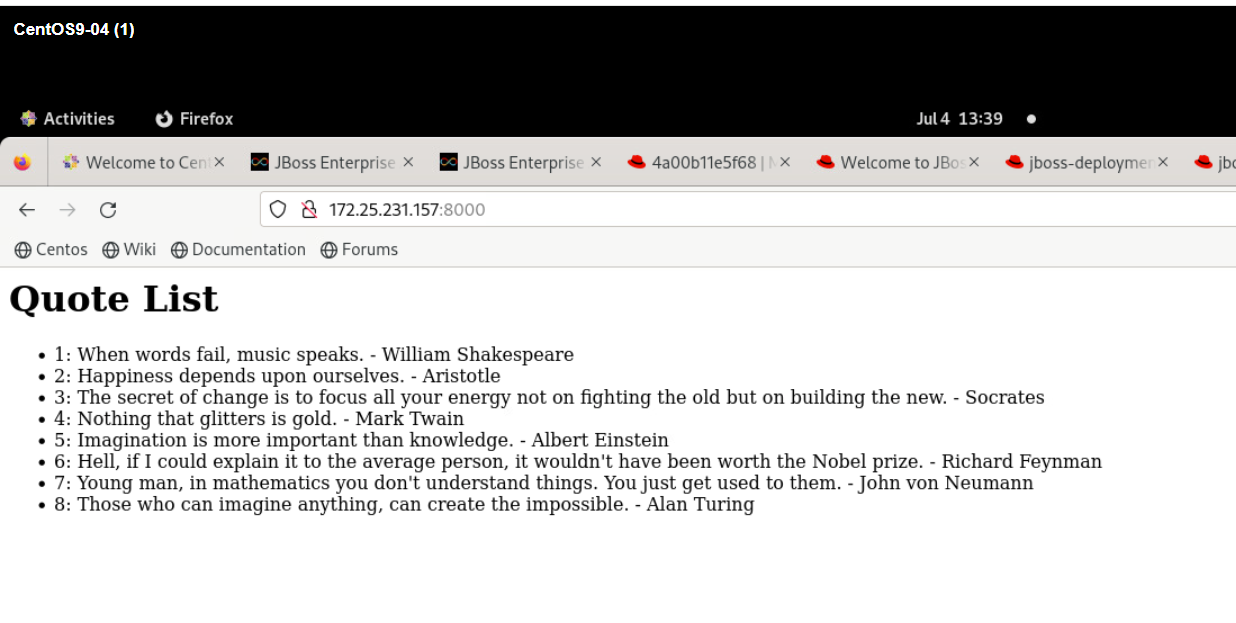 CentOS9-04 (1)
Activities Firefox Jul 4 13:39
Welcome to Cen JBoss Enterprise JBoss Enterprise 4a00b11e5f68 | Welcome to JBos jboss-deploymen jbo
172.25.231.157:8000
Centos Wiki Documentation Forums
Quote List
• 1: When words fail, music speaks. - William Shakespeare
• 2: Happiness depends upon ourselves. - Aristotle
• 3: The secret of change is to focus all your energy not on fighting the old but on building the new. - Socrates
• 4: Nothing that glitters is gold. - Mark Twain
• 5: Imagination is more important than knowledge. - Albert Einstein
• 6: Hell, if I could explain it to the average person, it wouldn't have been worth the Nobel prize. - Richard Feynman
• 7: Young man, in mathematics you don't understand things. You just get used to them. - John von Neumann
• 8: Those who can imagine anything, can create the impossible. - Alan Turing